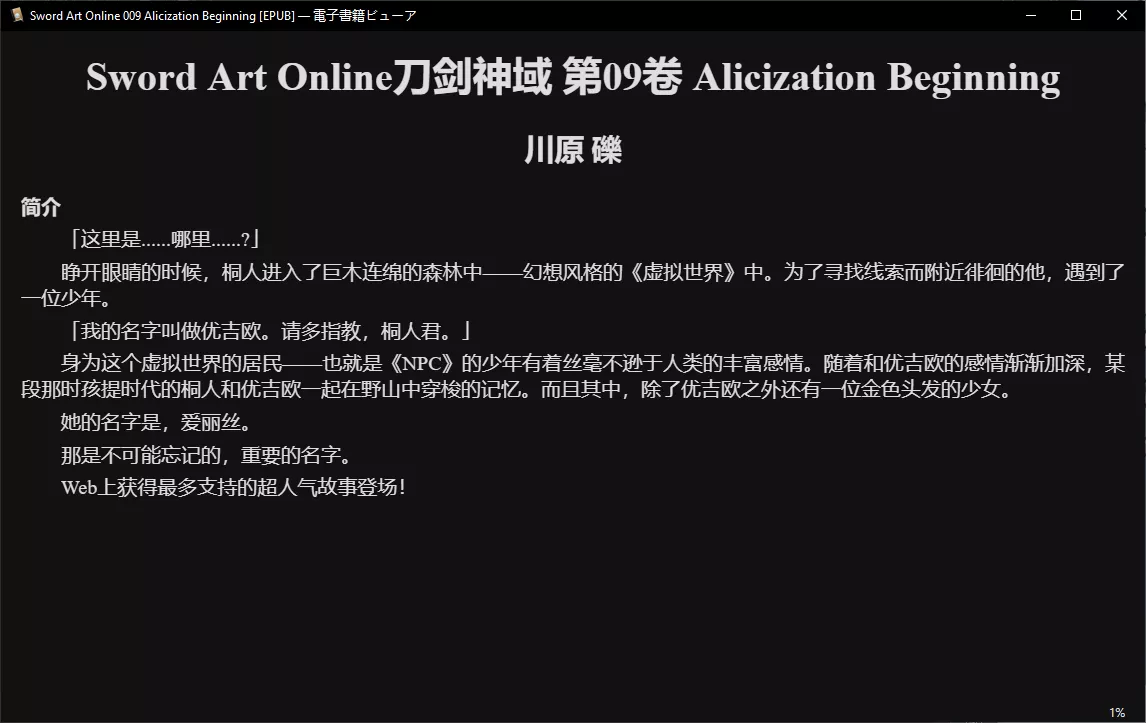 Sword Art Online 009 Alicization Beginning [EPUB] — 電子書籍ビューア
Sword Art Online刀剑神域 第09卷 Alicization Beginning
川原 礫
简介
「这里是......哪里......?」
睁开眼睛的时候，桐人进入了巨木连绵的森林中——幻想风格的《虚拟世界》中。为了寻找线索而附近徘徊的他，遇到了
一位少年。
「我的名字叫做优吉欧。请多指教，桐人君。」
身为这个虚拟世界的居民——也就是《NPC》的少年有着丝毫不逊于人类的丰富感情。随着和优吉欧的感情渐渐加深，某
段那时孩提时代的桐人和优吉欧一起在野山中穿梭的记忆。而且其中，除了优吉欧之外还有一位金色头发的少女。
她的名字是，爱丽丝。
那是不可能忘记的，重要的名字。
Web上获得最多支持的超人气故事登场！
1%